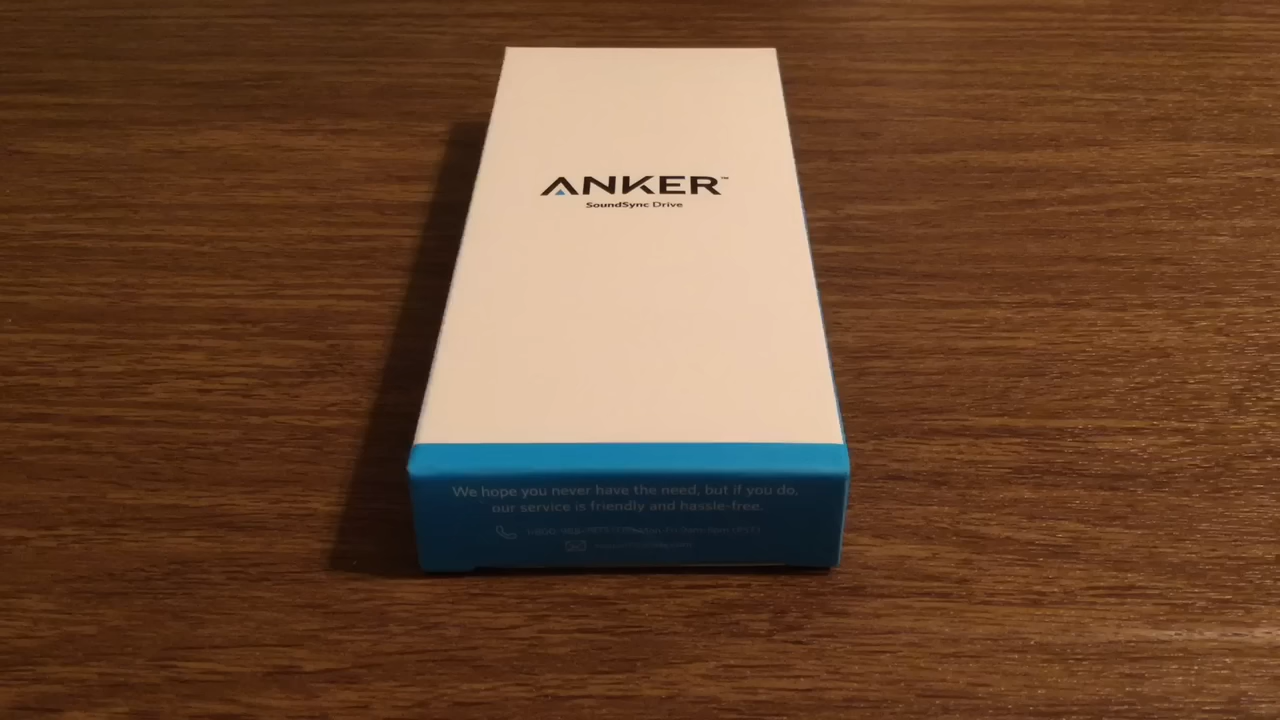 ANKER™
SoundSync Drive
We hope you never have the need, but if you do,
our service is friendly and hassle-free.